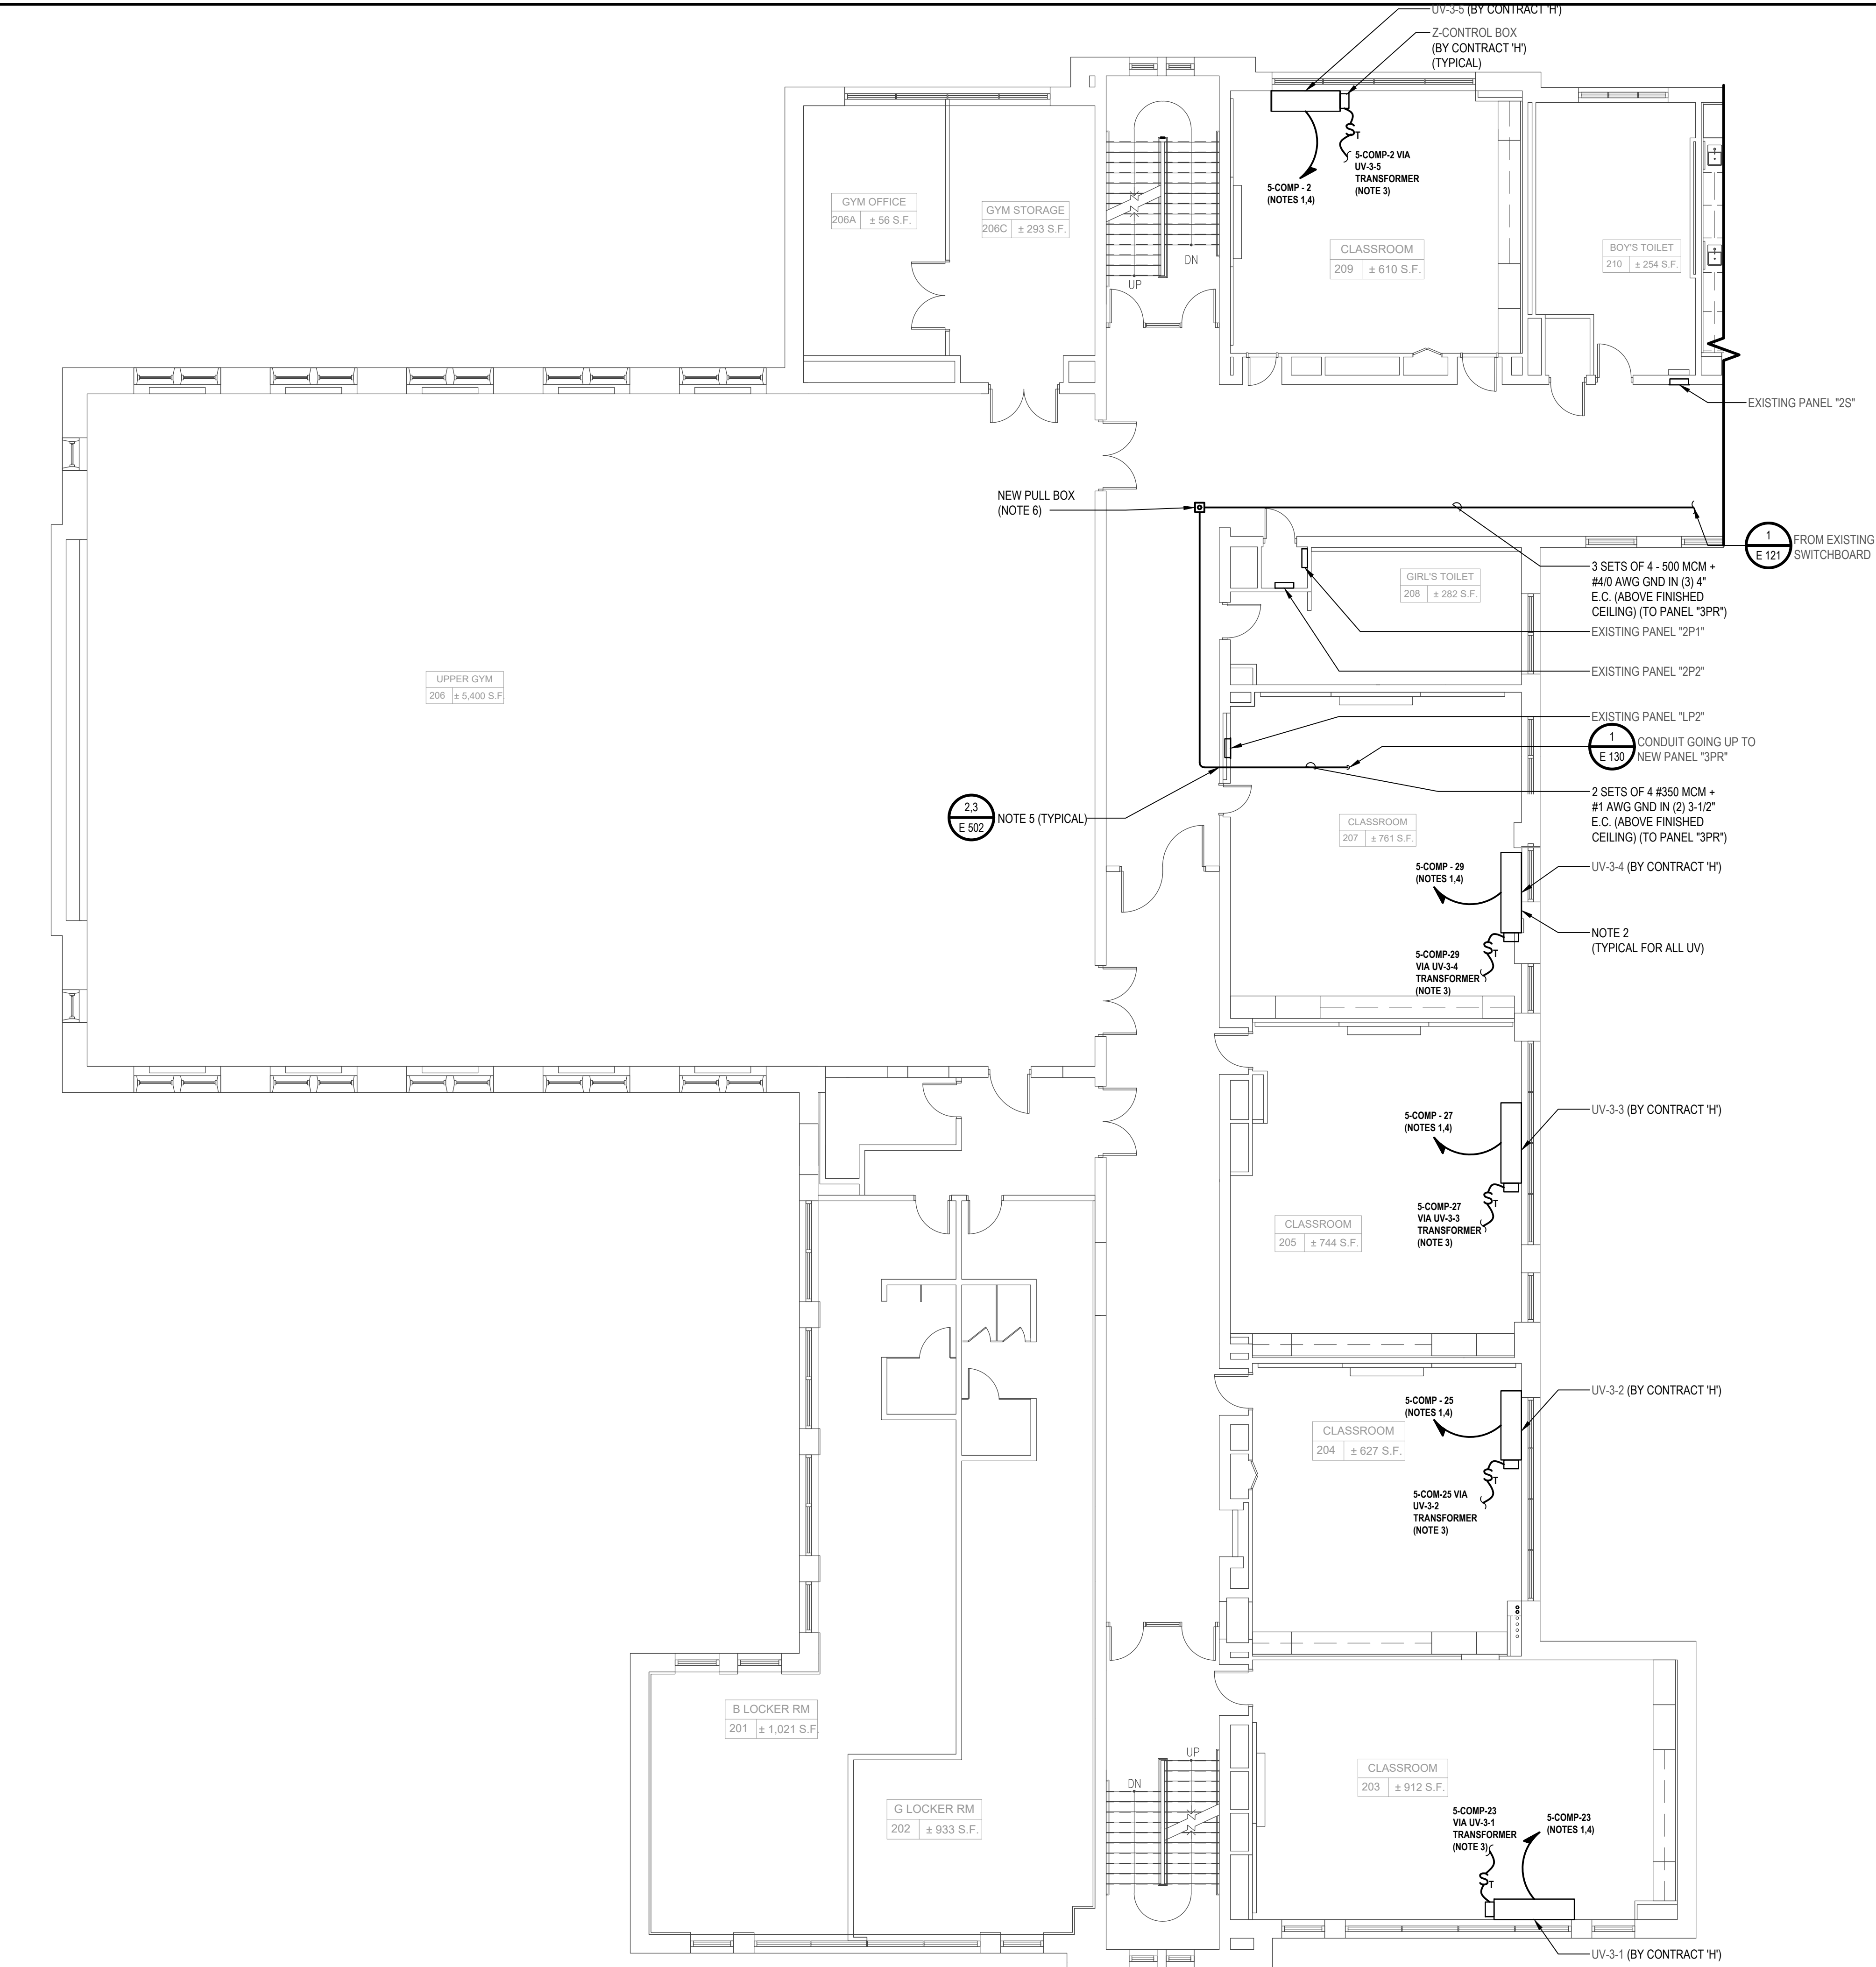 UV-3-5 (BY CONTRACT 'H')
Z-CONTROL BOX
(BY CONTRACT 'H')
(TYPICAL)
S T
5-COMP-2 VIA
UV-3-5
TRANSFORMER
(NOTE 3)
5-COMP - 2
(NOTES 1,4)
GYM OFFICE
206A ± 56 S.F.
GYM STORAGE
206C ± 293 S.F.
DN
UP
CLASSROOM
209 ± 610 S.F.
BOY'S TOILET
210 ± 254 S.F.
EXISTING PANEL "2S"
NEW PULL BOX
(NOTE 6)
1
E 121
FROM EXISTING
SWITCHBOARD
3 SETS OF 4 - 500 MCM +
#4/0 AWG GND IN (3) 4"
E.C. (ABOVE FINISHED
CEILING) (TO PANEL "3PR")
GIRL'S TOILET
208 ± 282 S.F.
EXISTING PANEL "2P1"
EXISTING PANEL "2P2"
UPPER GYM
206 ± 5,400 S.F.
EXISTING PANEL "LP2"
1
E 130
CONDUIT GOING UP TO
NEW PANEL "3PR"
2 SETS OF 4 #350 MCM +
#1 AWG GND IN (2) 3-1/2"
E.C. (ABOVE FINISHED
CEILING) (TO PANEL "3PR")
2,3
E 502
NOTE 5 (TYPICAL)
CLASSROOM
207 ± 761 S.F.
5-COMP - 29
(NOTES 1,4)
UV-3-4 (BY CONTRACT 'H')
NOTE 2
(TYPICAL FOR ALL UV)
S T
5-COMP-29
VIA UV-3-4
TRANSFORMER
(NOTE 3)
5-COMP - 27
(NOTES 1,4)
UV-3-3 (BY CONTRACT 'H')
S T
5-COMP-27
VIA UV-3-3
TRANSFORMER
(NOTE 3)
CLASSROOM
205 ± 744 S.F.
5-COMP - 25
(NOTES 1,4)
UV-3-2 (BY CONTRACT 'H')
CLASSROOM
204 ± 627 S.F.
S T
5-COM-25 VIA
UV-3-2
TRANSFORMER
(NOTE 3)
B LOCKER RM
201 ± 1,021 S.F.
G LOCKER RM
202 ± 933 S.F.
UP
DN
CLASSROOM
203 ± 912 S.F.
5-COMP-23
VIA UV-3-1
TRANSFORMER
(NOTE 3)
5-COMP-23
(NOTES 1,4)
S T
UV-3-1 (BY CONTRACT 'H')